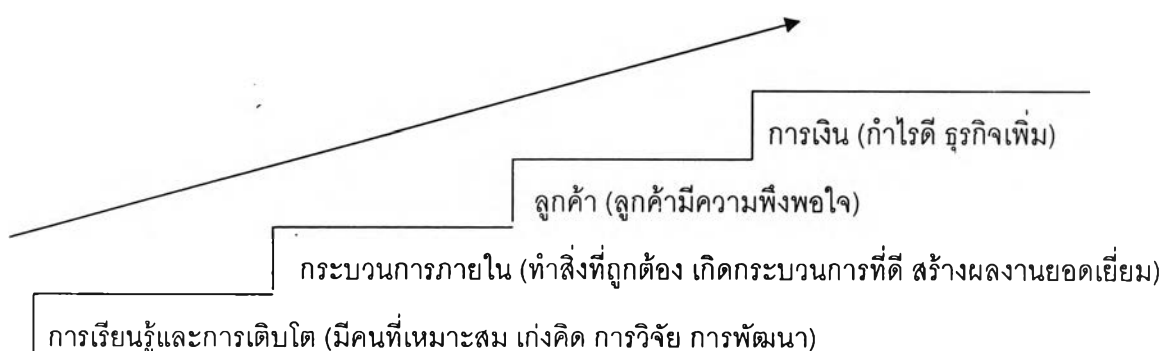 การเงิน (กำไรดี ธุรกิจเพิ่ม)
ลูกค้า (ลูกค้ามีความพึงพอใจ)
กระบวนการภายใน (ทำสิ่งที่ถูกต้อง เกิดกระบวนการที่ดี สร้างผลงานยอดเยี่ยม)
การเรียนรู้และการเติบโต (มีคนที่เหมาะสม เก่งคิด การวิจัย การพัฒนา)